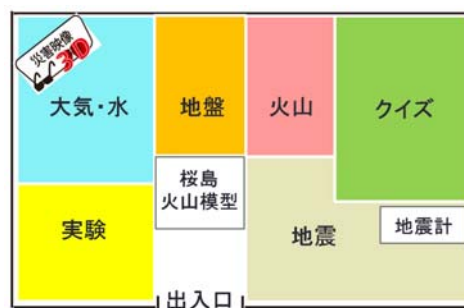 災害映像
3D
大気・水
地盤
火山
クイズ
桜島
火山模型
実験
地震
地震計
出入口